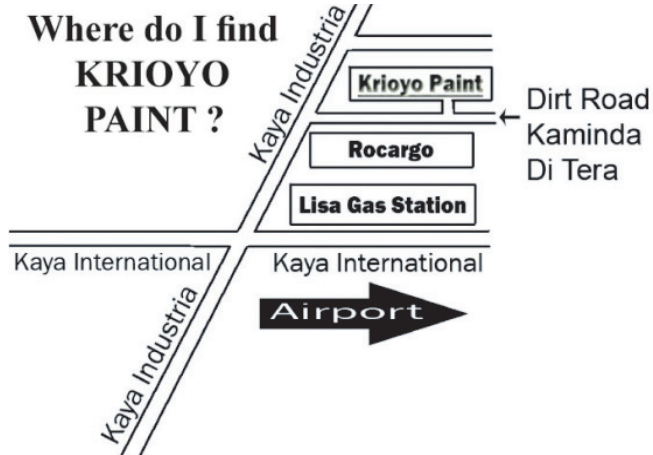 Where do I find
KRIOYO
PAINT ?
Kaya Industria
Krioyo Paint
Dirt Road
Kaminda
Di Tera
Rocargo
Lisa Gas Station
Kaya International
Kaya International
Airport
Kaya Industria